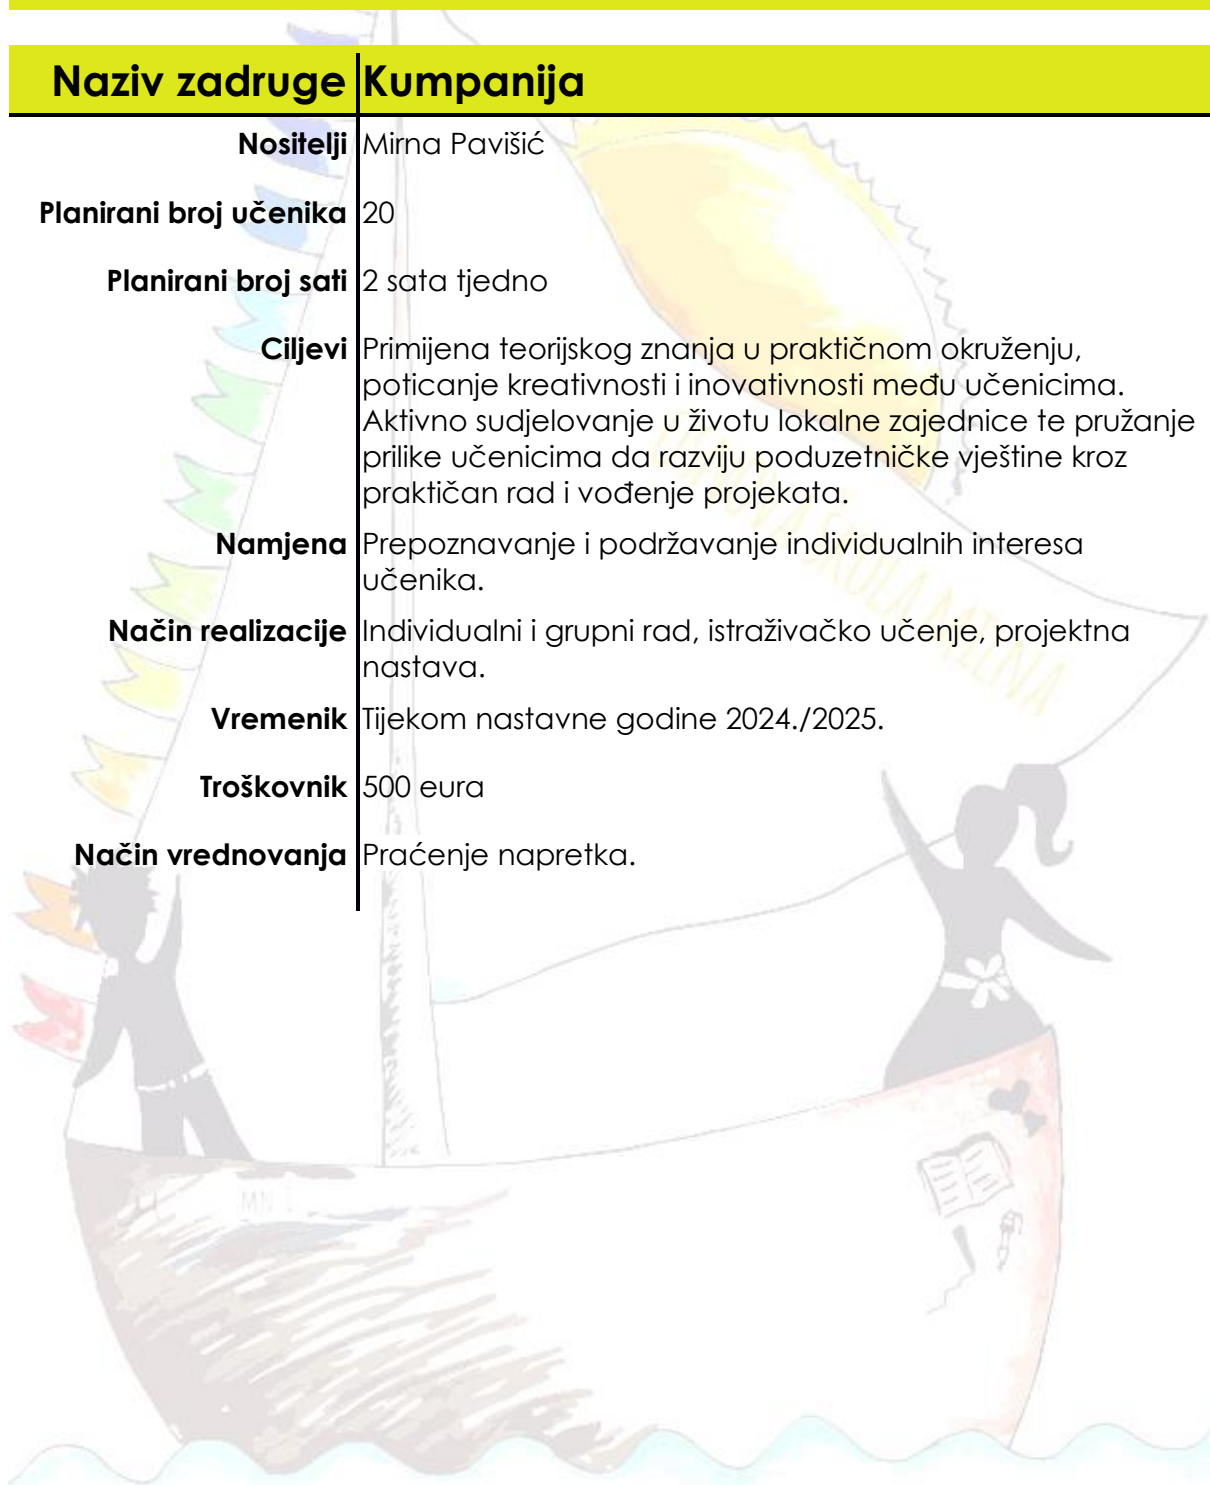 Naziv zadruge Kumpanija
Nositelji Mirna Pavišić
Planirani broj učenika 20
Planirani broj sati 2 sata tjedno
Ciljevi Primijena teorijskog znanja u praktičnom okruženju,
poticanje kreativnosti i inovativnosti među učenicima.
Aktivno sudjelovanje u životu lokalne zajednice te pružanje
prilike učenicima da razviju poduzetničke vještine kroz
praktičan rad i vođenje projekata.
Namjena Prepoznavanje i podržavanje individualnih interesa
učenika.
Način realizacije Individualni i grupni rad, istraživačko učenje, projektna
nastava.
Vremenik Tijekom nastavne godine 2024./2025.
Troškovnik 500 eura
Način vrednovanja Praćenje napretka.